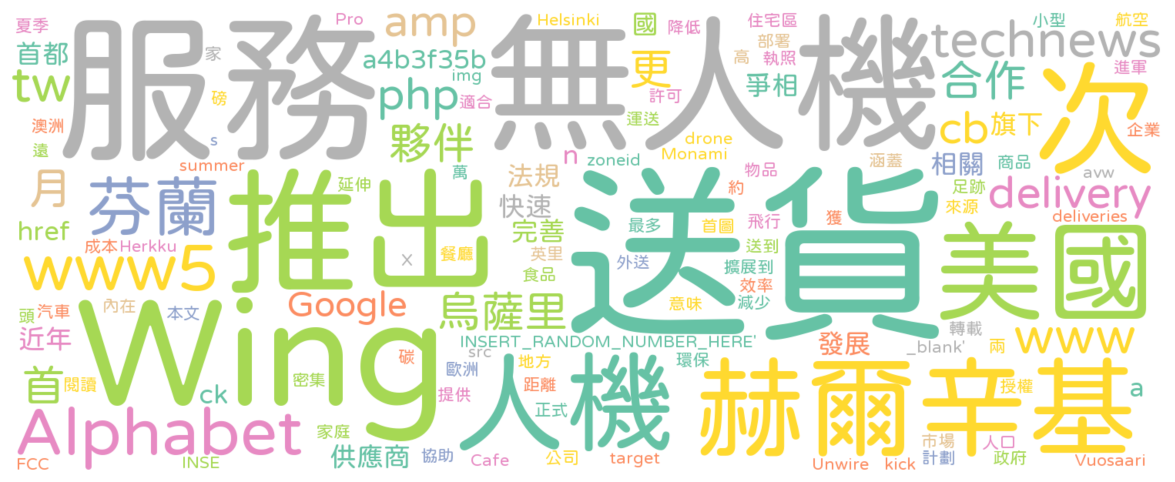 夏季 Pro amp Helsinki 國 降低 住宅區 小型 航空
首都 家 服務 無人機 更 部署 執照 高 technews
tw 磅 a4b3f35b img php 適合 許可 爭相 合作 進軍
澳洲 s 夥伴 運送 drone cb 旗下 次 企業
遠 summer n zoneid Monami 涵蓋 相關 商品
月 芬蘭 延伸 萬 法規 物品 足跡 avw
推出 快速 送貨 約 獲 來源 delivery
href 成本 Herkku 完善 最多 首圖 飛行 deliveries
www5 x 餐廳 英里 外送 送到 擴展到 美國
食品 效率
Google 烏薩里 意味 減少
頭 汽車 內在 本文 Wing INSERT_RANDOM_NUMBER_HERE' 發展 轉載 www
近年 碳 src 環保 _blank' 兩
首 閱讀 ck 密集 歐洲 地方 人機 赫爾辛基 授權 a
提供 距離
Alphabet 家庭 正式 市場 人口
FCC INSE 供應商 協助 Cafe 公司 target Unwire kick 計劃 政府 Vuosaari